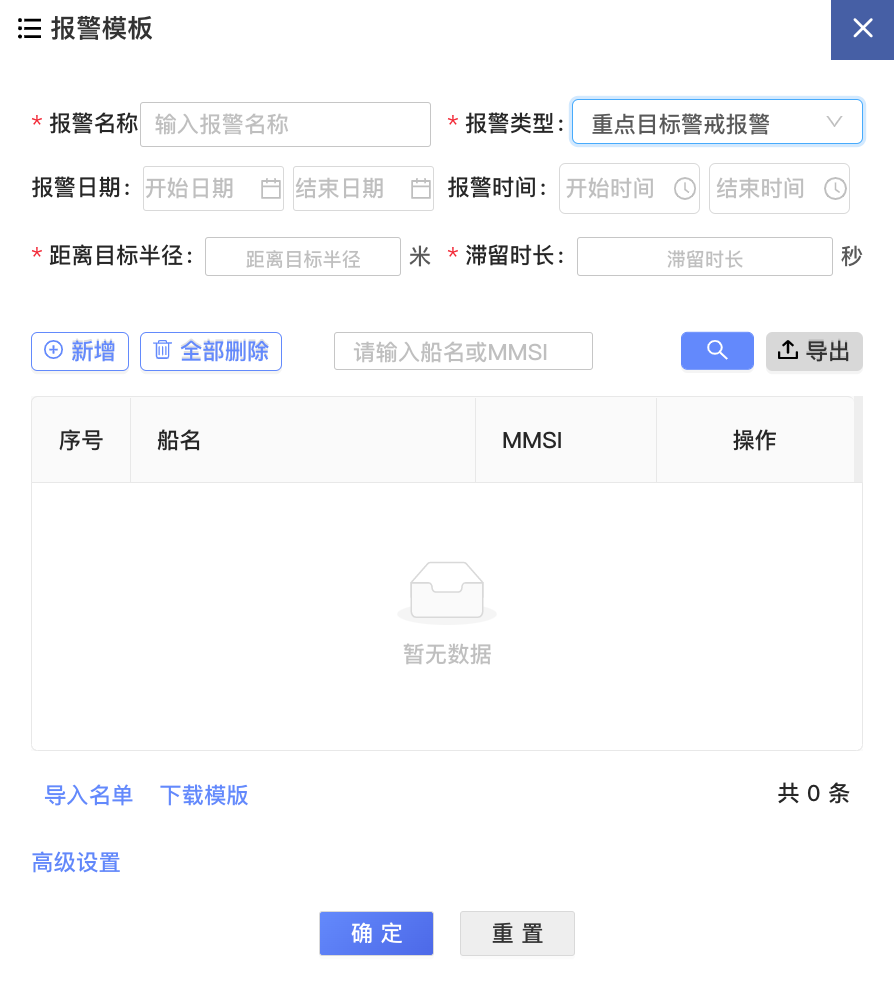 报警模板
* 报警名称 输入报警名称 * 报警类型: 重点目标警戒报警
报警日期: 开始日期 结束日期 报警时间: 开始时间 结束时间
* 距离目标半径: 距离目标半径 米 * 滞留时长: 滞留时长 秒
新增 全部删除 请输入船名或MMSI 导出
序号 船名 MMSI 操作
暂无数据
导入名单 下载模版 共 0 条
高级设置
确 定 重 置